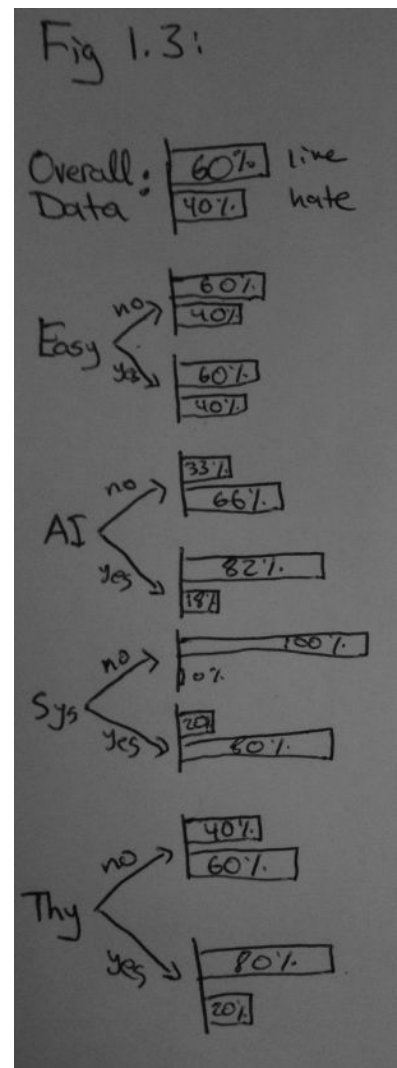 Fig 1.3:
Overall: 60% like
Data 40% hate
no 60%
40%
Easy
yes 60%
40%
no 33%
66%
AI
yes 82%
18%
no 100%
0%
Sys
yes 20%
80%
no 40%
60%
Thy
yes 80%
20%